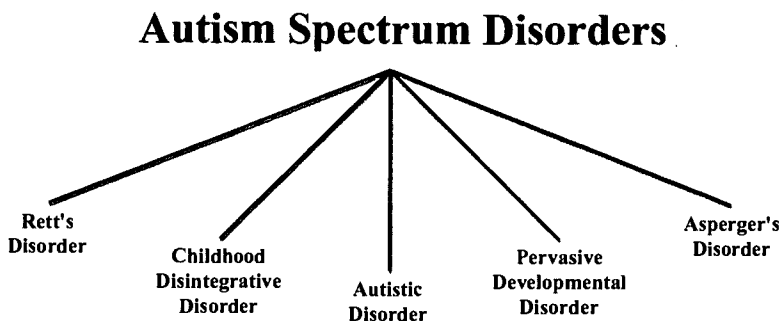 Autism Spectrum Disorders
Rett's
Disorder
Childhood
Disintegrative
Disorder
Autistic
Disorder
Pervasive
Developmental
Disorder
Asperger's
Disorder